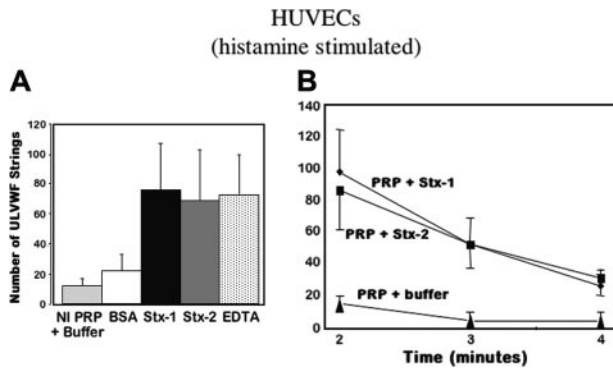 HUVECs
(histamine stimulated)
A
B
Number of ULVWF Strings
120
100
80
60
40
20
0
NI PRP + Buffer
BSA
Stx-1
Stx-2
EDTA
140
120
100
80
60
40
20
0
PRP + Stx-1
PRP + Stx-2
PRP + buffer
2
3
4
Time (minutes)